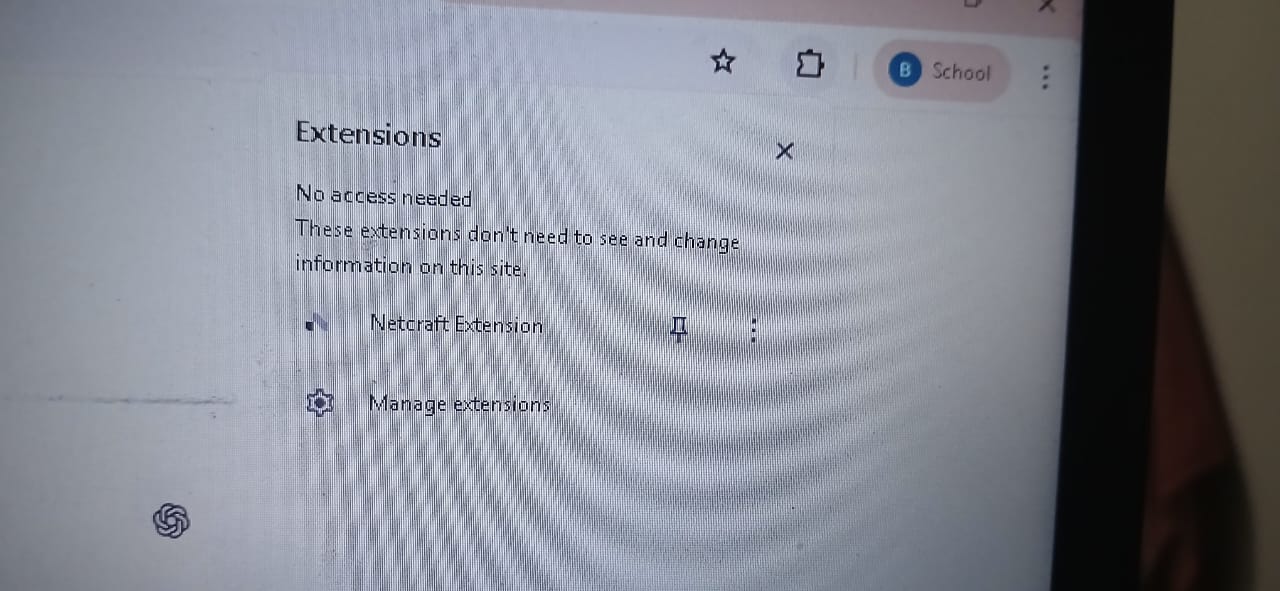 B School
Extensions
No access needed
These extensions don't need to see and change
information on this site.
Netcraft Extension
Manage extensions